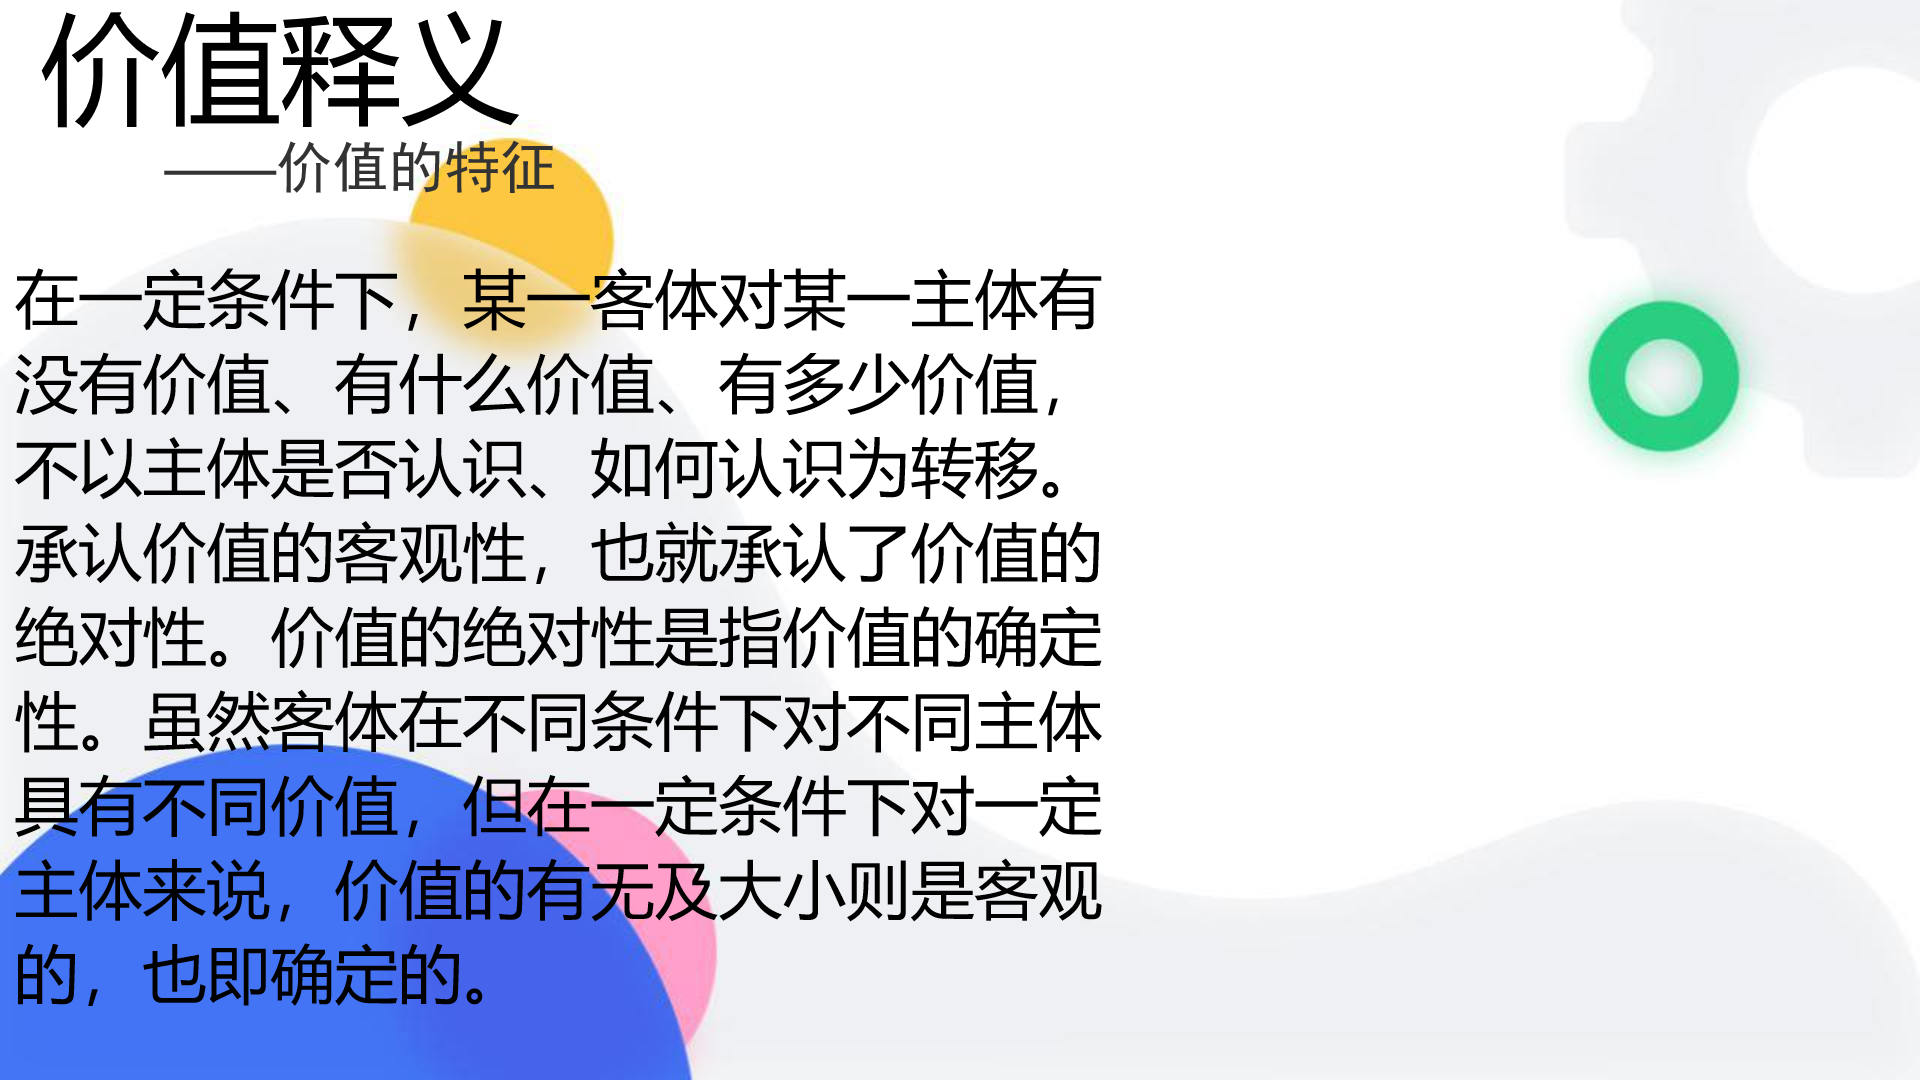 价值释义
——价值的特征
在一定条件下，某一客体对某一主体有
没有价值、有什么价值、有多少价值，
不以主体是否认识、如何认识为转移。
承认价值的客观性，也就承认了价值的
绝对性。价值的绝对性是指价值的确定
性。虽然客体在不同条件下对不同主体
具有不同价值，但在一定条件下对一定
主体来说，价值的有无及大小则是客观
的，也即确定的。